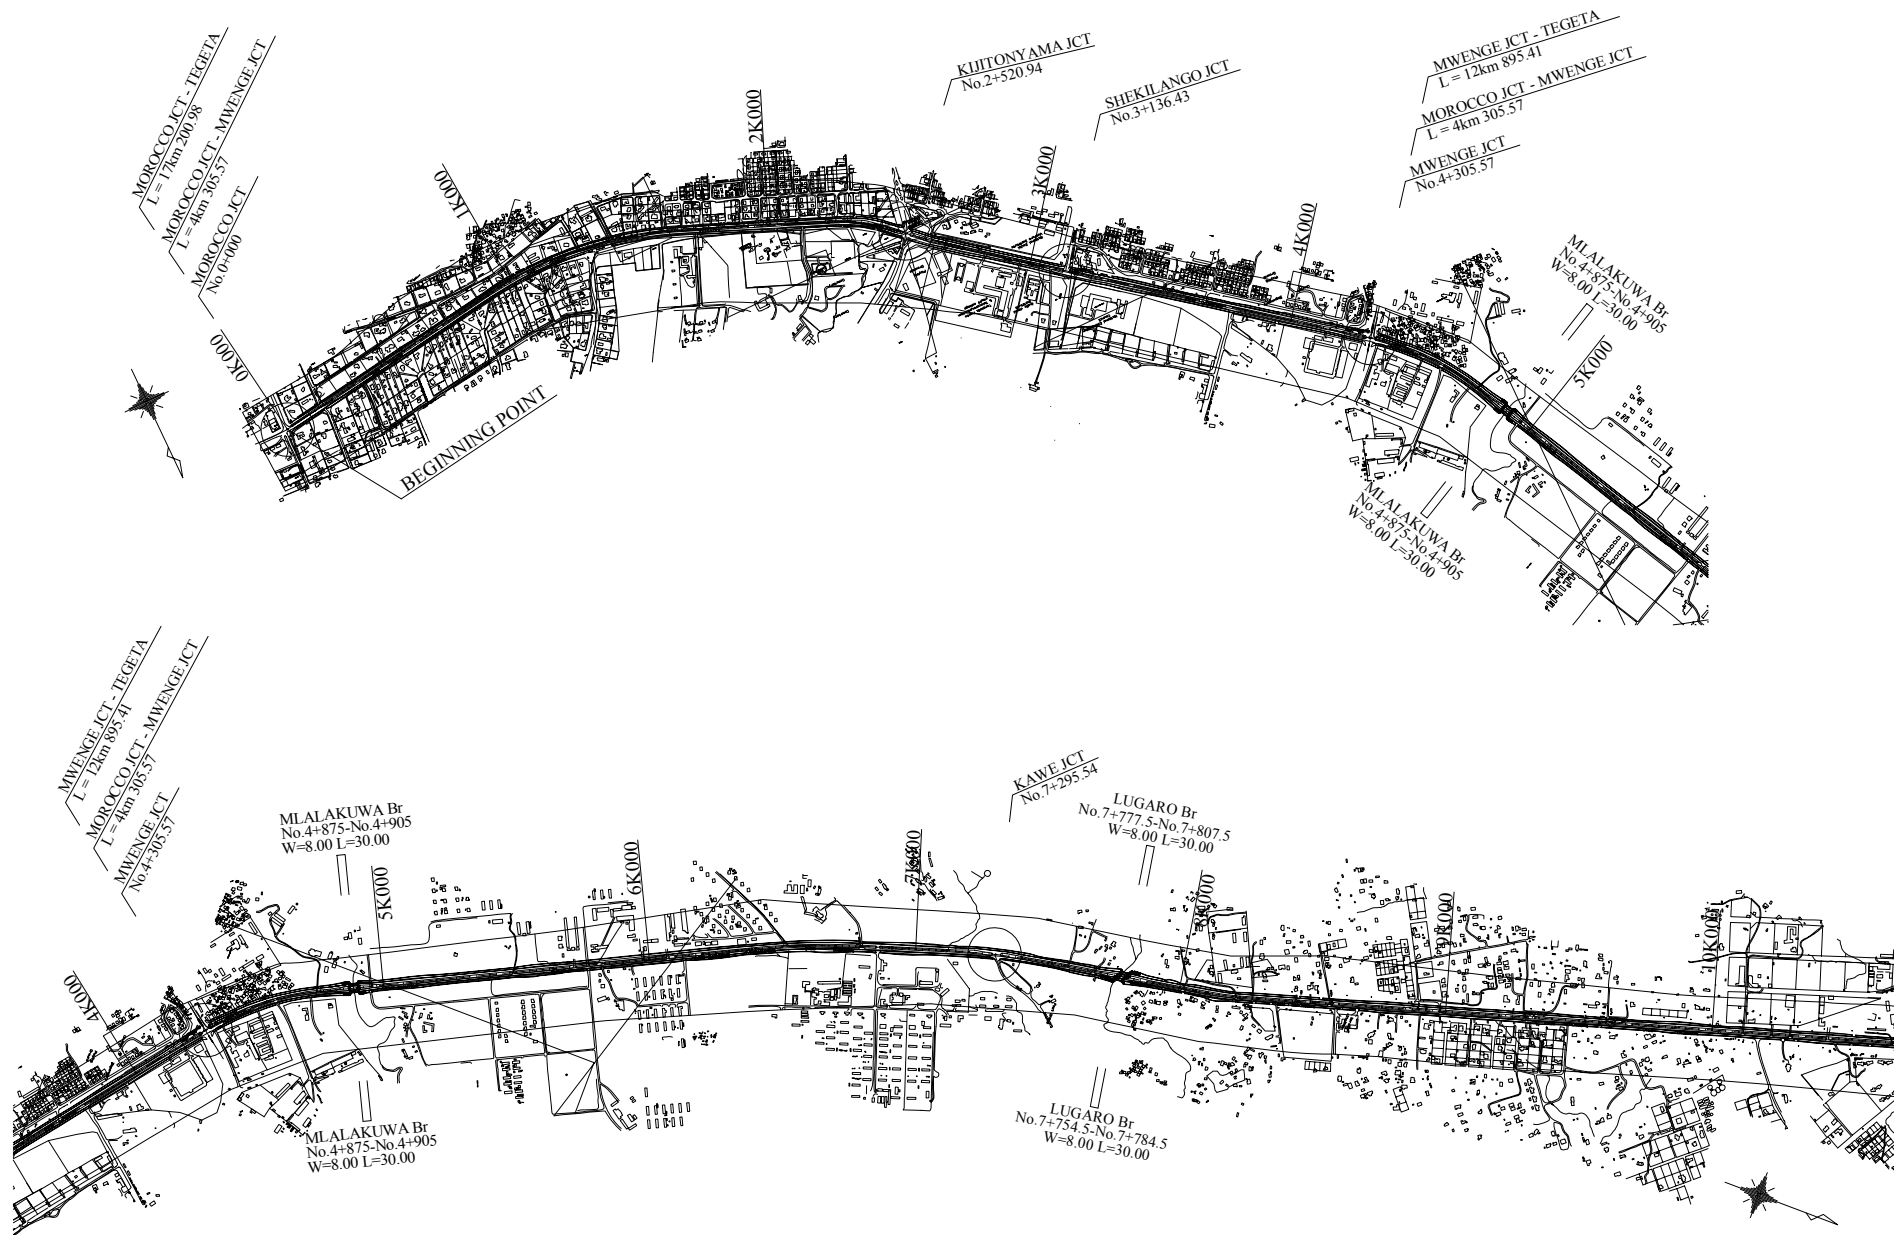 MOROCCO JCT - TEGETA
L = 17km 200.98
MOROCCO JCT - MWENGE JCT
L = 4km 305.57
MOROCCO JCT
No.0+000
0K000
BEGINNING POINT
1K000
2K000
KIJITONYAMA JCT
No.2+520.94
3K000
SHEKILANGO JCT
No.3+136.43
4K000
MWENGE JCT - TEGETA
L = 12km 895.41
MOROCCO JCT - MWENGE JCT
L = 4km 305.57
MWENGE JCT
No.4+305.57
MLALAKUWA Br
No.4+875-No.4+905
W=8.00 L=30.00
5K000
MLALAKUWA Br
No.4+875-No.4+905
W=8.00 L=30.00
MWENGE JCT - TEGETA
L = 12km 895.41
MOROCCO JCT - MWENGE JCT
L = 4km 305.57
MWENGE JCT
No.4+305.57
4K000
MLALAKUWA Br
No.4+875-No.4+905
W=8.00 L=30.00
5K000
6K000
7K000
KAWE JCT
No.7+295.54
LUGARO Br
No.7+777.5-No.7+807.5
W=8.00 L=30.00
8K000
9K000
10K000
MLALAKUWA Br
No.4+875-No.4+905
W=8.00 L=30.00
LUGARO Br
No.7+754.5-No.7+784.5
W=8.00 L=30.00